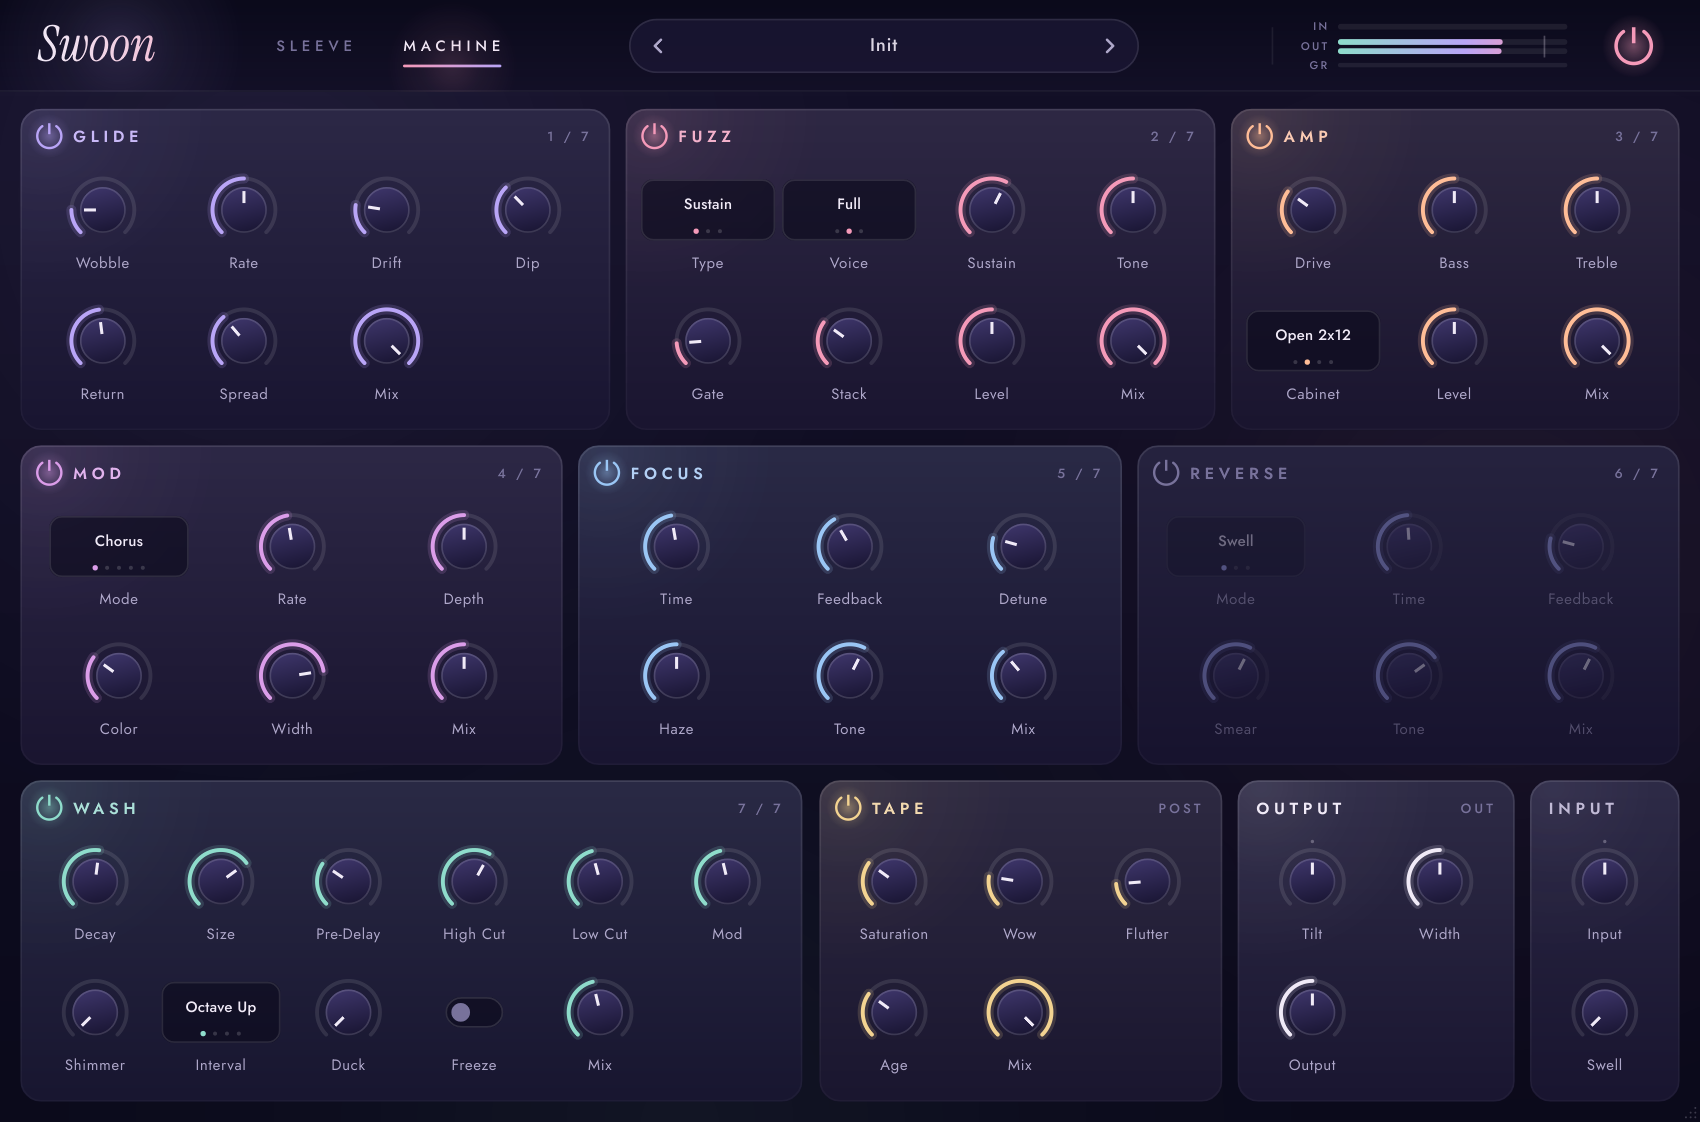 Swoon
SLEEVE MACHINE
Init
IN
OUT
GR
GLIDE 1 / 7
Wobble Rate Drift Dip
Return Spread Mix
FUZZ 2 / 7
Sustain Full
Type Voice Sustain Tone
Gate Stack Level Mix
AMP 3 / 7
Drive Bass Treble
Open 2x12
Cabinet Level Mix
MOD 4 / 7
Chorus
Mode Rate Depth
Color Width Mix
FOCUS 5 / 7
Time Feedback Detune
Haze Tone Mix
REVERSE 6 / 7
Swell
Mode Time Feedback
Smear Tone Mix
WASH 7 / 7
Decay Size Pre-Delay High Cut Low Cut Mod
Octave Up
Shimmer Interval Duck Freeze Mix
TAPE POST
Saturation Wow Flutter
Age Mix
OUTPUT OUT
Tilt Width
Output
INPUT
Input
Swell